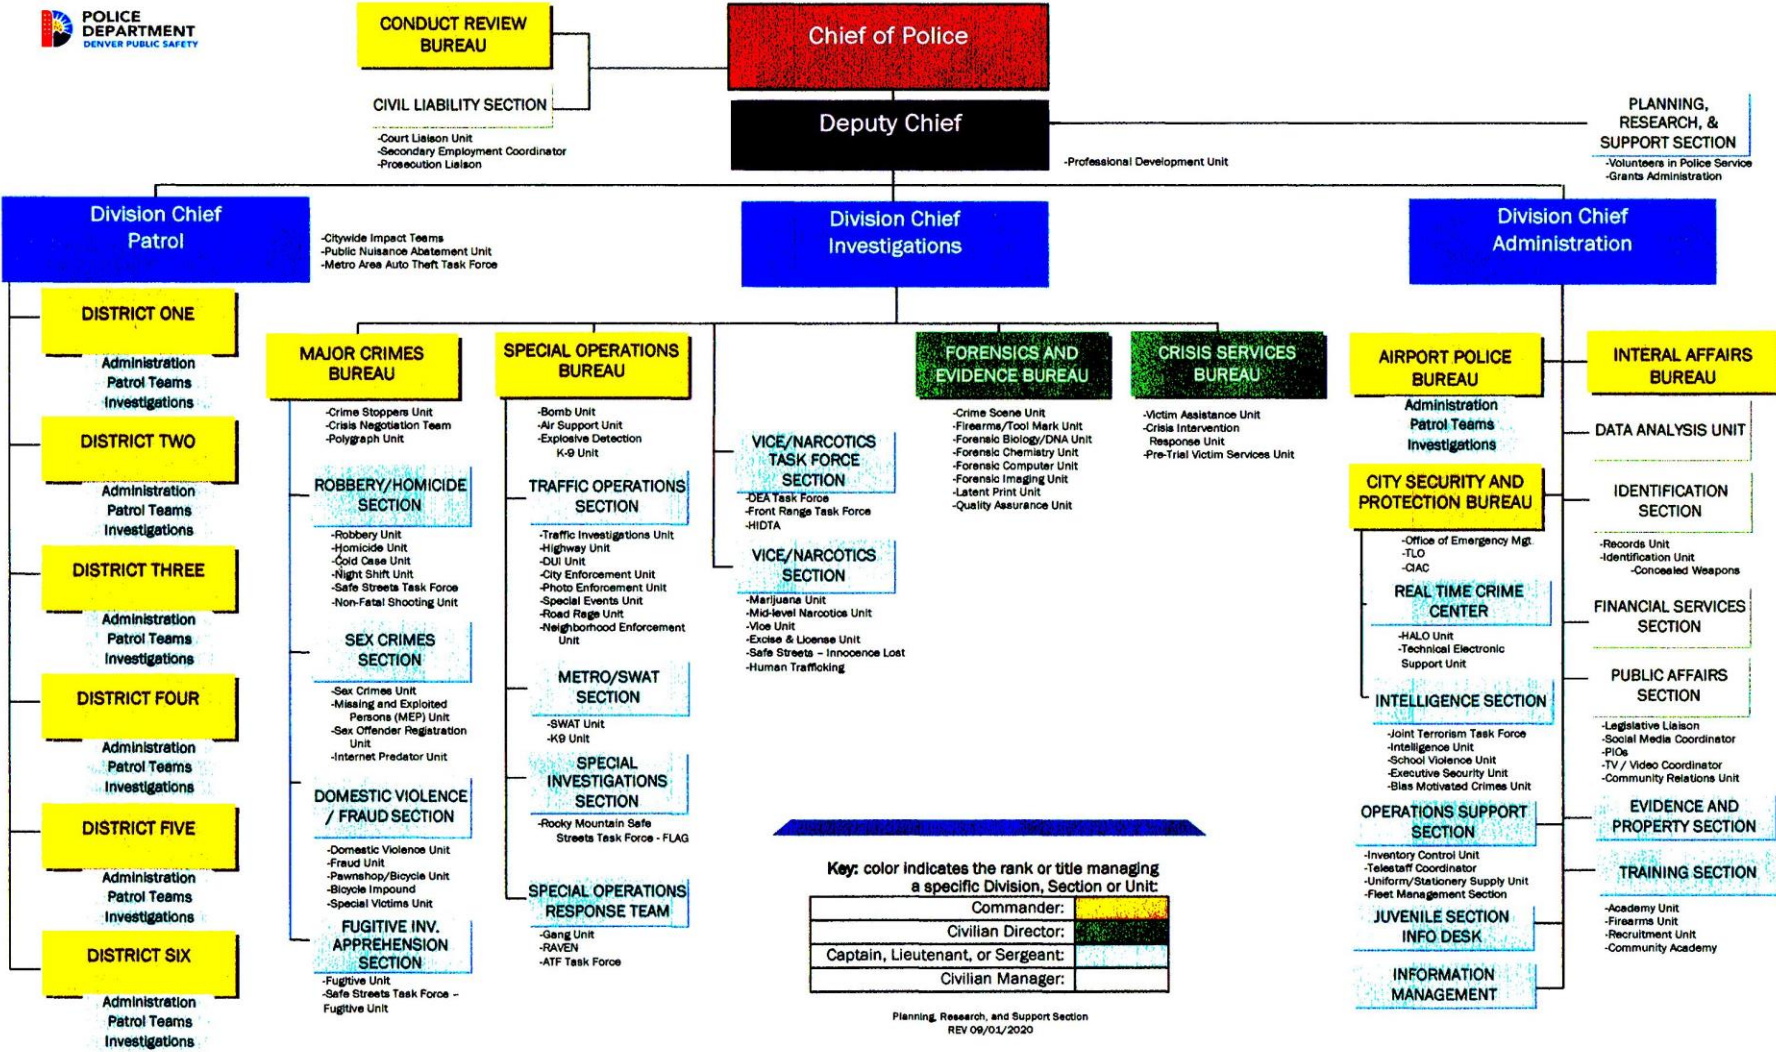 POLICE
DEPARTMENT
DENVER PUBLIC SAFETY
CONDUCT REVIEW
BUREAU
CIVIL LIABILITY SECTION
-Court Liaison Unit
-Secondary Employment Coordinator
-Prosecution Liaison
Chief of Police
Deputy Chief
-Professional Development Unit
PLANNING,
RESEARCH, &
SUPPORT SECTION
-Volunteers in Police Service
-Grants Administration
Division Chief
Patrol
-Citywide Impact Teams
-Public Nuisance Abatement Unit
-Metro Area Auto Theft Task Force
Division Chief
Investigations
Division Chief
Administration
DISTRICT ONE
Administration
Patrol Teams
Investigations
DISTRICT TWO
Administration
Patrol Teams
Investigations
DISTRICT THREE
Administration
Patrol Teams
Investigations
DISTRICT FOUR
Administration
Patrol Teams
Investigations
DISTRICT FIVE
Administration
Patrol Teams
Investigations
DISTRICT SIX
Administration
Patrol Teams
Investigations
MAJOR CRIMES
BUREAU
-Crime Stoppers Unit
-Crisis Negotiation Team
-Polygraph Unit
ROBBERY/HOMICIDE
SECTION
-Robbery Unit
-Homicide Unit
-Cold Case Unit
-Night Shift Unit
-Safe Streets Task Force
-Non-Fatal Shooting Unit
SEX CRIMES
SECTION
-Sex Crimes Unit
-Missing and Exploited
Persons (MEP) Unit
-Sex Offender Registration
Unit
-Internet Predator Unit
DOMESTIC VIOLENCE
/ FRAUD SECTION
-Domestic Violence Unit
-Fraud Unit
-Pawnshop/Bicycle Unit
-Bicycle Impound
-Special Victims Unit
FUGITIVE INV.
APPREHENSION
SECTION
-Fugitive Unit
-Safe Streets Task Force –
Fugitive Unit
SPECIAL OPERATIONS
BUREAU
-Bomb Unit
-Air Support Unit
-Explosive Detection
K-9 Unit
TRAFFIC OPERATIONS
SECTION
-Traffic Investigations Unit
-Highway Unit
-DUI Unit
-City Enforcement Unit
-Photo Enforcement Unit
-Special Events Unit
-Road Rage Unit
-Neighborhood Enforcement
Unit
METRO/SWAT
SECTION
-SWAT Unit
-K9 Unit
SPECIAL
INVESTIGATIONS
SECTION
-Rocky Mountain Safe
Streets Task Force - FLAG
SPECIAL OPERATIONS
RESPONSE TEAM
-Gang Unit
-RAVEN
-ATF Task Force
VICE/NARCOTICS
TASK FORCE
SECTION
-DEA Task Force
-Front Range Task Force
-HIDTA
VICE/NARCOTICS
SECTION
-Marijuana Unit
-Mid-level Narcotics Unit
-Vice Unit
-Excise & License Unit
-Safe Streets – Innocence Lost
-Human Trafficking
FORENSICS AND
EVIDENCE BUREAU
-Crime Scene Unit
-Firearms/Tool Mark Unit
-Forensic Biology/DNA Unit
-Forensic Chemistry Unit
-Forensic Computer Unit
-Forensic Imaging Unit
-Latent Print Unit
-Quality Assurance Unit
CRISIS SERVICES
BUREAU
-Victim Assistance Unit
-Crisis Intervention
Response Unit
-Pre-Trial Victim Services Unit
AIRPORT POLICE
BUREAU
Administration
Patrol Teams
Investigations
CITY SECURITY AND
PROTECTION BUREAU
-Office of Emergency Mgt.
-TLO
-CIAC
REAL TIME CRIME
CENTER
-HALO Unit
-Technical Electronic
Support Unit
INTELLIGENCE SECTION
-Joint Terrorism Task Force
-Intelligence Unit
-School Violence Unit
-Executive Security Unit
-Bias Motivated Crimes Unit
OPERATIONS SUPPORT
SECTION
-Inventory Control Unit
-Telestaff Coordinator
-Uniform/Stationery Supply Unit
-Fleet Management Section
JUVENILE SECTION
INFO DESK
INFORMATION
MANAGEMENT
INTERAL AFFAIRS
BUREAU
DATA ANALYSIS UNIT
IDENTIFICATION
SECTION
-Records Unit
-Identification Unit
-Concealed Weapons
FINANCIAL SERVICES
SECTION
PUBLIC AFFAIRS
SECTION
-Legislative Liaison
-Social Media Coordinator
-PIOs
-TV / Video Coordinator
-Community Relations Unit
EVIDENCE AND
PROPERTY SECTION
TRAINING SECTION
-Academy Unit
-Firearms Unit
-Recruitment Unit
-Community Academy
Key: color indicates the rank or title managing
a specific Division, Section or Unit:
Commander:
Civilian Director:
Captain, Lieutenant, or Sergeant:
Civilian Manager:
Planning, Research, and Support Section
REV 09/01/2020